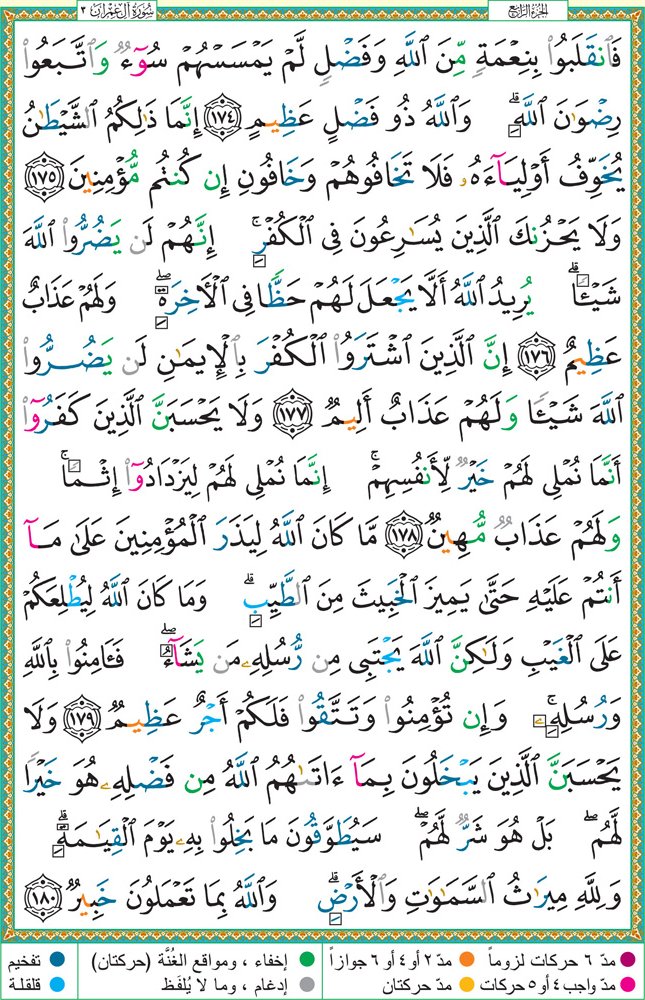 الجزء الرابع
سورة آل عمران ٣
فَٱنقَلَبُوا۟ بِنِعۡمَةٖ مِّنَ ٱللَّهِ وَفَضۡلٖ لَّمۡ يَمۡسَسۡهُمۡ سُوٓءٞ وَٱتَّبَعُوا۟
رِضۡوَٰنَ ٱللَّهِۗ وَٱللَّهُ ذُو فَضۡلٍ عَظِيمٍ ١٧٤ إِنَّمَا ذَٰلِكُمُ ٱلشَّيۡطَٰنُ
يُخَوِّفُ أَوۡلِيَآءَهُۥ فَلَا تَخَافُوهُمۡ وَخَافُونِ إِن كُنتُم مُّؤۡمِنِينَ ١٧٥
وَلَا يَحۡزُنكَ ٱلَّذِينَ يُسَٰرِعُونَ فِي ٱلۡكُفۡرِۚ إِنَّهُمۡ لَن يَضُرُّوا۟ ٱللَّهَ
شَيۡـٔٗاۗ يُرِيدُ ٱللَّهُ أَلَّا يَجۡعَلَ لَهُمۡ حَظّٗا فِي ٱلۡأٓخِرَةِۖ وَلَهُمۡ عَذَابٌ
عَظِيمٌ ١٧٦ إِنَّ ٱلَّذِينَ ٱشۡتَرَوُا۟ ٱلۡكُفۡرَ بِٱلۡإِيمَٰنِ لَن يَضُرُّوا۟
ٱللَّهَ شَيۡـٔٗا وَلَهُمۡ عَذَابٌ أَلِيمٞ ١٧٧ وَلَا يَحۡسَبَنَّ ٱلَّذِينَ كَفَرُوٓا۟
أَنَّمَا نُمۡلِي لَهُمۡ خَيۡرٞ لِّأَنفُسِهِمۡۚ إِنَّمَا نُمۡلِي لَهُمۡ لِيَزۡدَادُوٓا۟ إِثۡمٗاۚ
وَلَهُمۡ عَذَابٞ مُّهِينٞ ١٧٨ مَّا كَانَ ٱللَّهُ لِيَذَرَ ٱلۡمُؤۡمِنِينَ عَلَىٰ مَآ
أَنتُمۡ عَلَيۡهِ حَتَّىٰ يَمِيزَ ٱلۡخَبِيثَ مِنَ ٱلطَّيِّبِۗ وَمَا كَانَ ٱللَّهُ لِيُطۡلِعَكُمۡ
عَلَى ٱلۡغَيۡبِ وَلَٰكِنَّ ٱللَّهَ يَجۡتَبِي مِن رُّسُلِهِۦ مَن يَشَآءُۖ فَـَٔامِنُوا۟ بِٱللَّهِ
وَرُسُلِهِۦۚ وَإِن تُؤۡمِنُوا۟ وَتَتَّقُوا۟ فَلَكُمۡ أَجۡرٌ عَظِيمٞ ١٧٩ وَلَا
يَحۡسَبَنَّ ٱلَّذِينَ يَبۡخَلُونَ بِمَآ ءَاتَىٰهُمُ ٱللَّهُ مِن فَضۡلِهِۦ هُوَ خَيۡرٗا
لَّهُمۖ بَلۡ هُوَ شَرّٞ لَّهُمۡۖ سَيُطَوَّقُونَ مَا بَخِلُوا۟ بِهِۦ يَوۡمَ ٱلۡقِيَٰمَةِۗ
وَلِلَّهِ مِيرَٰثُ ٱلسَّمَٰوَٰتِ وَٱلۡأَرۡضِۗ وَٱللَّهُ بِمَا تَعۡمَلُونَ خَبِيرٞ ١٨٠
مدّ ٦ حركات لزوماً مدّ ٢ أو ٤ أو ٦ جوازاً إخفاء ، ومواقع الغُنَّة (حركتان) تفخيم
مدّ واجب ٤ أو ٥ حركات مدّ حركتان إدغام ، وما لا يُلفَظ قلقلة